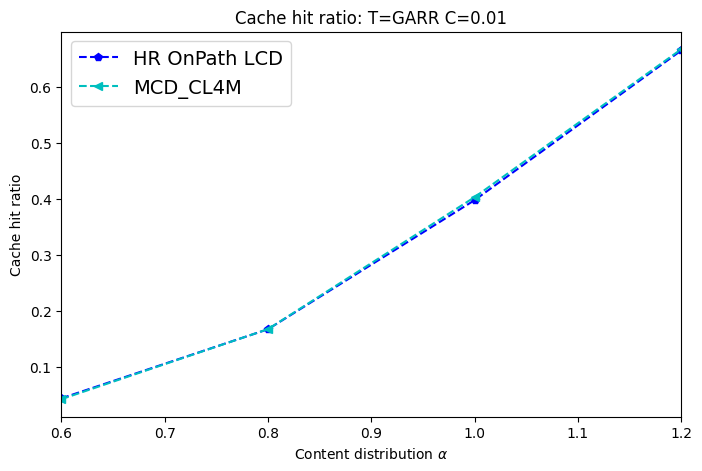 Cache hit ratio: T=GARR C=0.01
HR OnPath LCD
MCD_CL4M
Cache hit ratio
0.6
0.5
0.4
0.3
0.2
0.1
0.6 0.7 0.8 0.9 1.0 1.1 1.2
Content distribution α